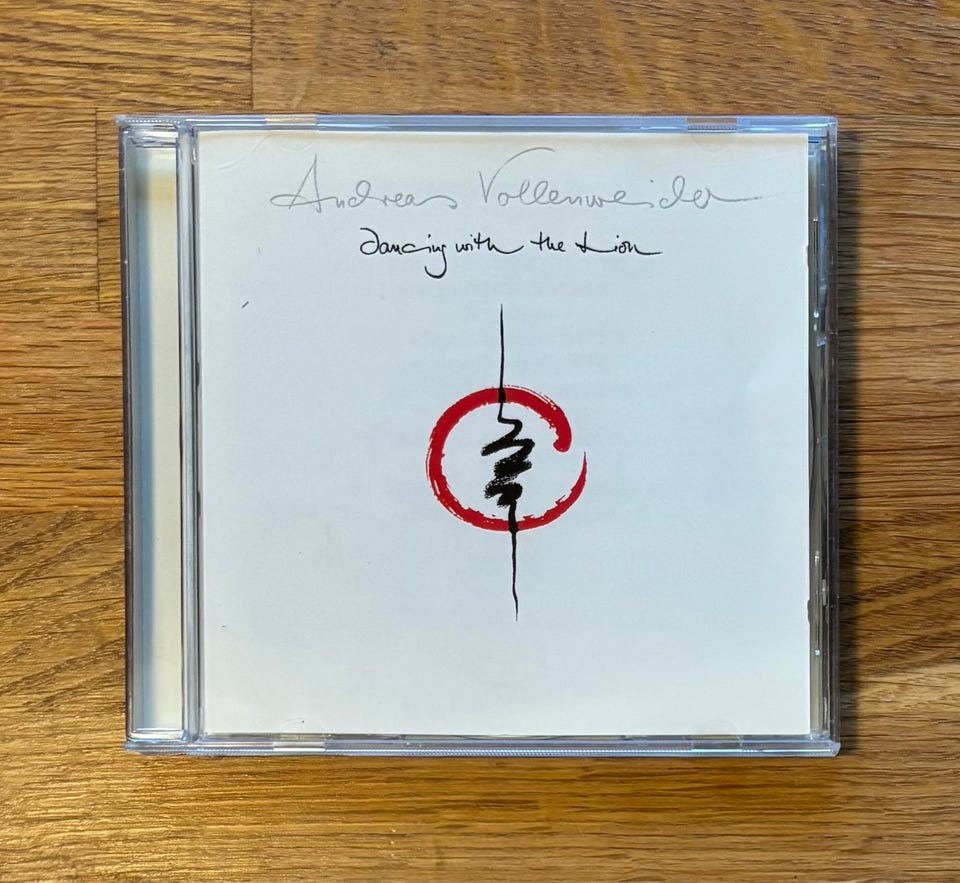 Andreas Vollenweider
Dancing with the Lion